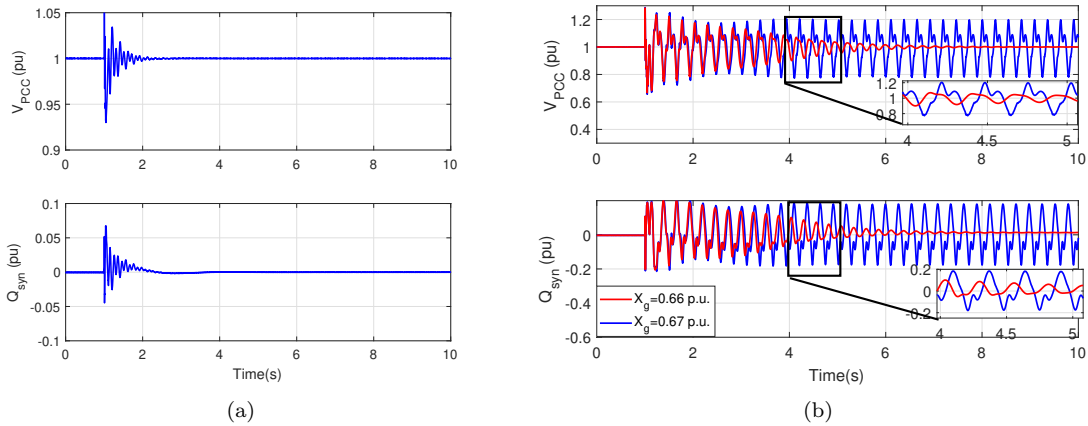 1.05
1
0.95
0.9
V_PCC (pu)
0 2 4 6 8 10
0.1
0.05
0
-0.05
-0.1
Q_syn (pu)
0 2 4 6 8 10
Time(s)
(a)
1.2
1
0.8
0.6
0.4
V_PCC (pu)
1.2
1
0.8
4 4.5 5
0 2 4 6 8 10
0
-0.2
-0.4
-0.6
Q_syn (pu)
0.2
0
-0.2
4 4.5 5
X_g=0.66 p.u.
X_g=0.67 p.u.
0 2 4 6 8 10
Time(s)
(b)